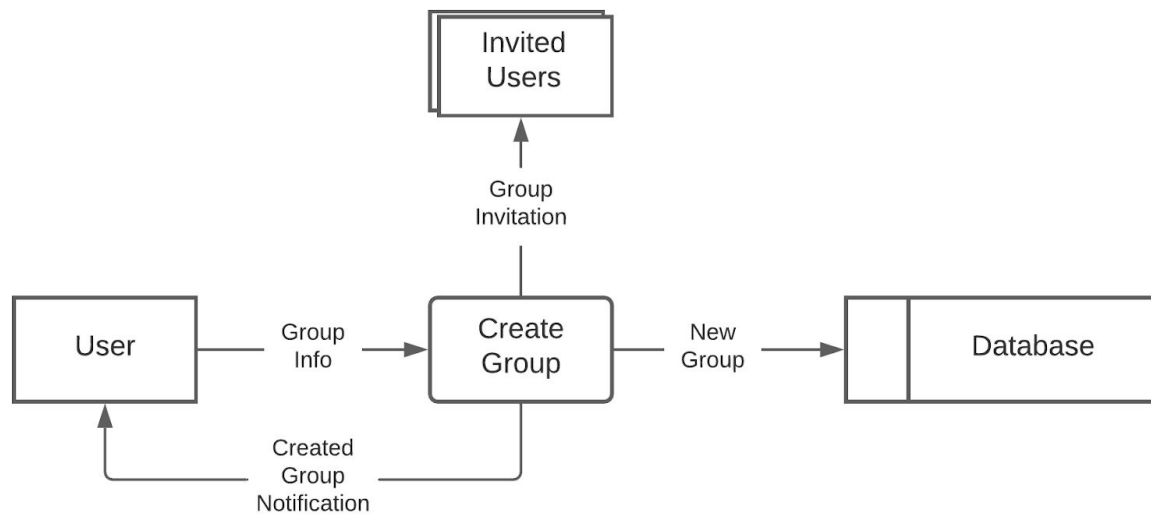 Invited
Users
Group
Invitation
User
Group
Info
Create
Group
New
Group
Database
Created
Group
Notification